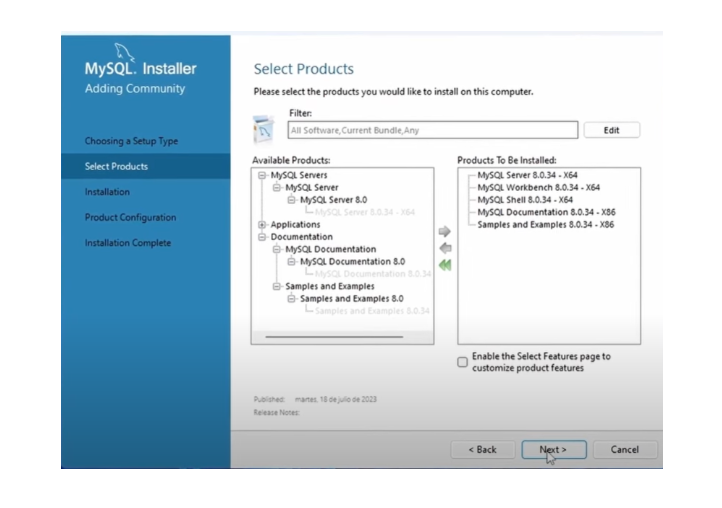 MySQL. Installer
Adding Community
Choosing a Setup Type
Select Products
Installation
Product Configuration
Installation Complete
Select Products
Please select the products you would like to install on this computer.
Filter:
All Software,Current Bundle,Any
Edit
Available Products:
MySQL Servers
MySQL Server
MySQL Server 8.0
MySQL Server 8.0.34 - X64
Applications
Documentation
MySQL Documentation
MySQL Documentation 8.0
MySQL Documentation 8.0.34
Samples and Examples
Samples and Examples 8.0
Samples and Examples 8.0.34
Products To Be Installed:
MySQL Server 8.0.34 - X64
MySQL Workbench 8.0.34 - X64
MySQL Shell 8.0.34 - X64
MySQL Documentation 8.0.34 - X86
Samples and Examples 8.0.34 - X86
Enable the Select Features page to
customize product features
Published: martes, 18 de julio de 2023
Release Notes:
< Back
Next >
Cancel